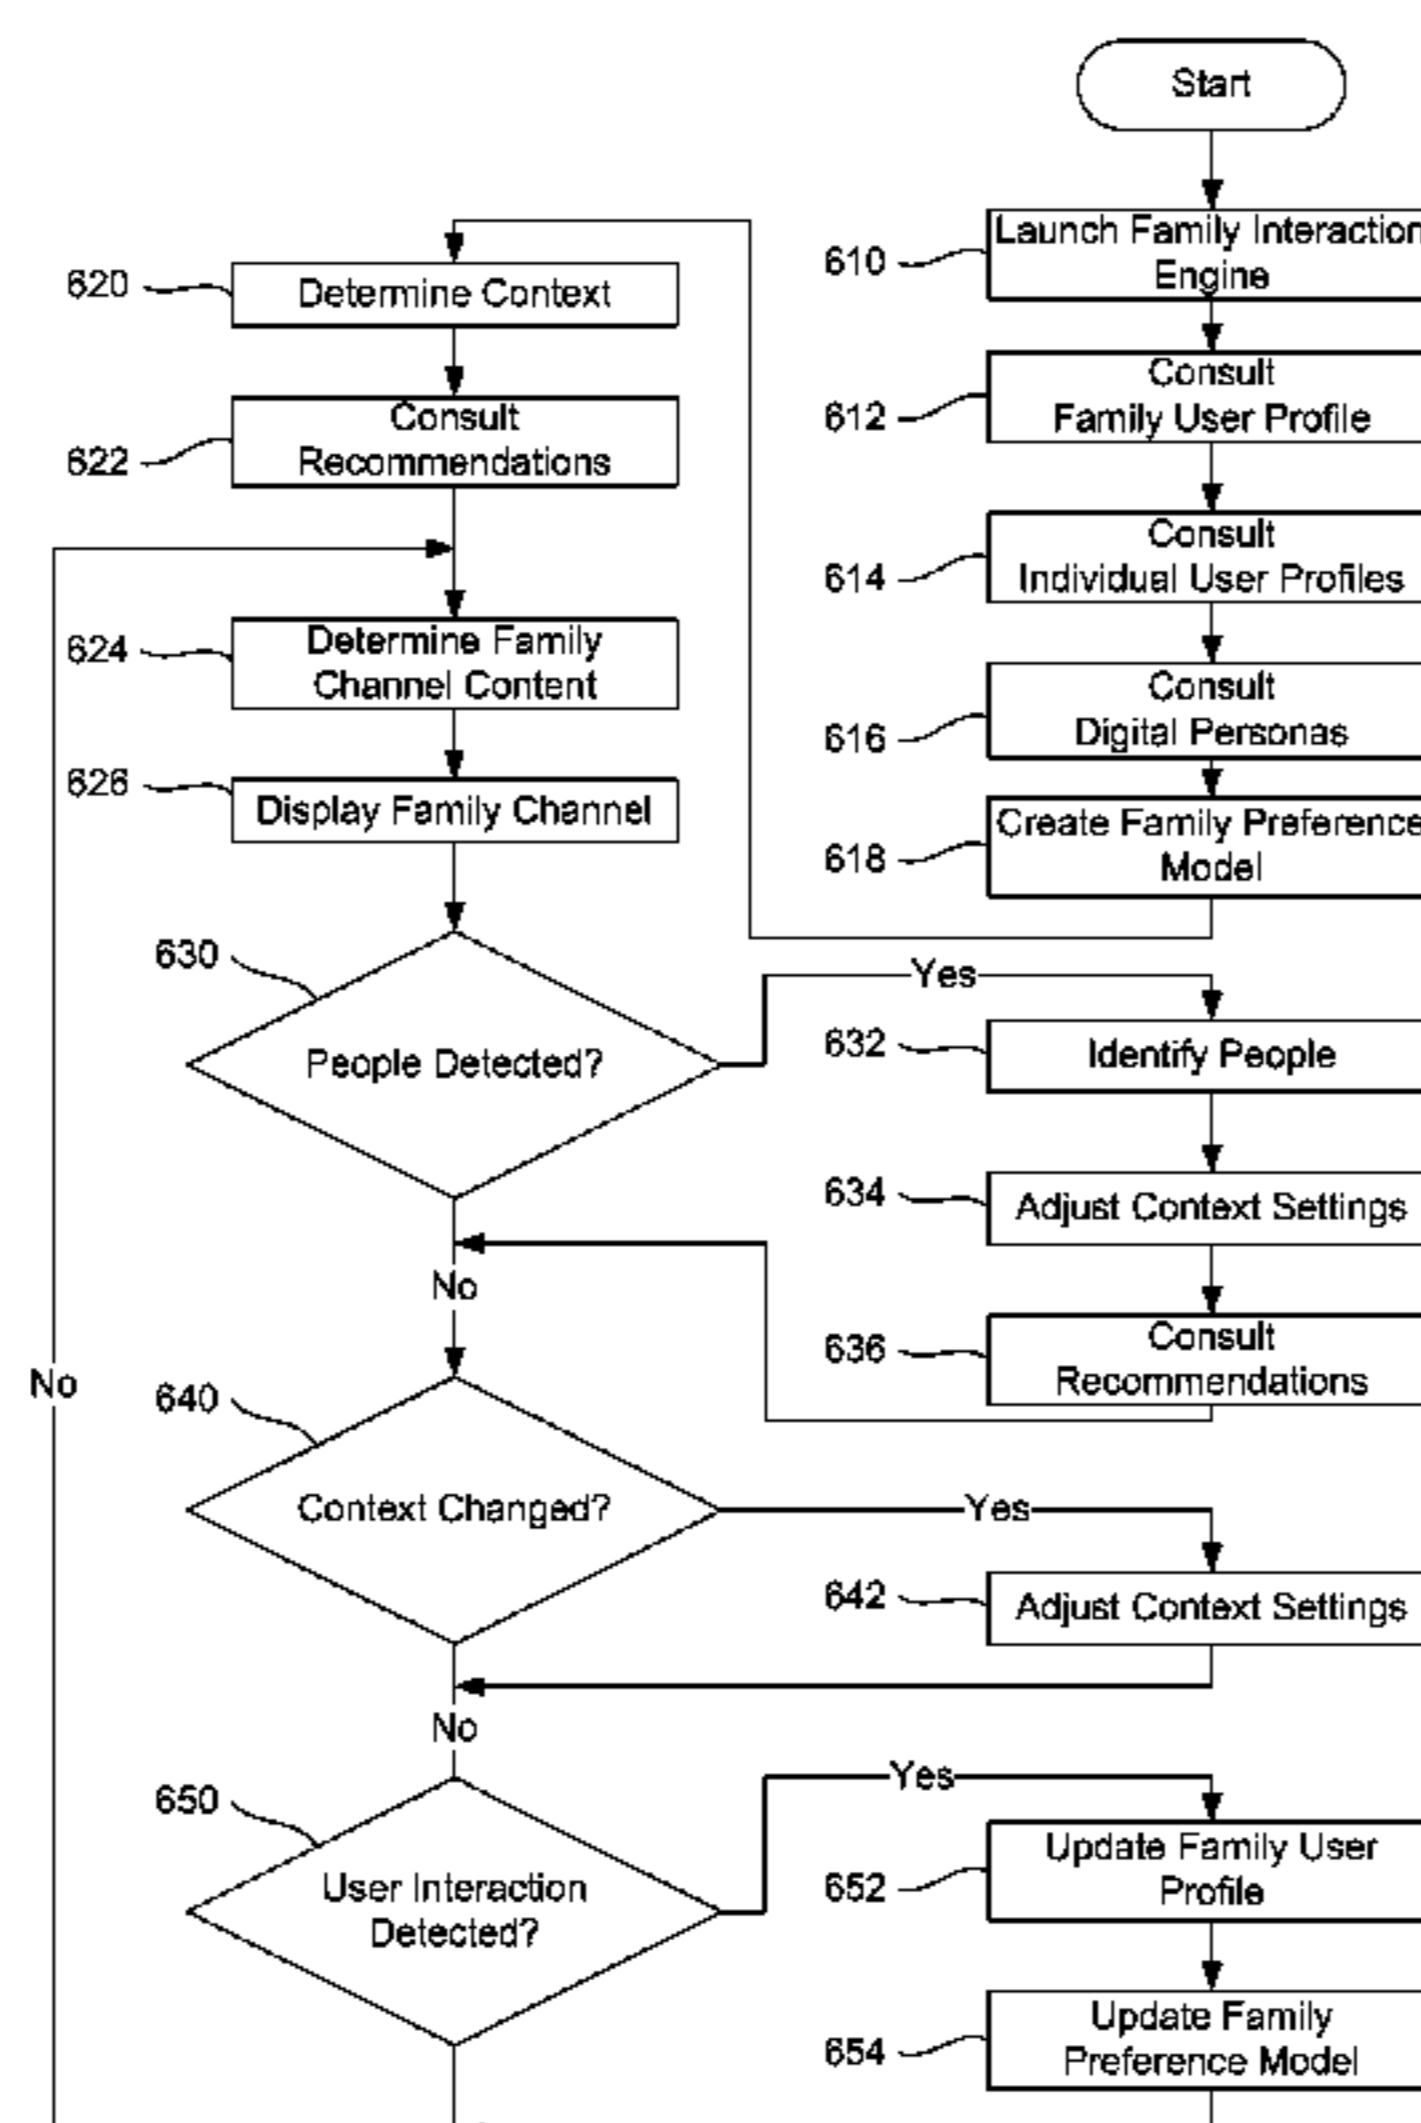 Start
610
Launch Family Interaction
Engine
612
Consult
Family User Profile
614
Consult
Individual User Profiles
616
Consult
Digital Personas
618
Create Family Preference
Model
620
Determine Context
622
Consult
Recommendations
624
Determine Family
Channel Content
626
Display Family Channel
630
People Detected?
Yes
632
Identify People
634
Adjust Context Settings
636
Consult
Recommendations
No
No
640
Context Changed?
Yes
642
Adjust Context Settings
No
650
User Interaction
Detected?
Yes
652
Update Family User
Profile
654
Update Family
Preference Model